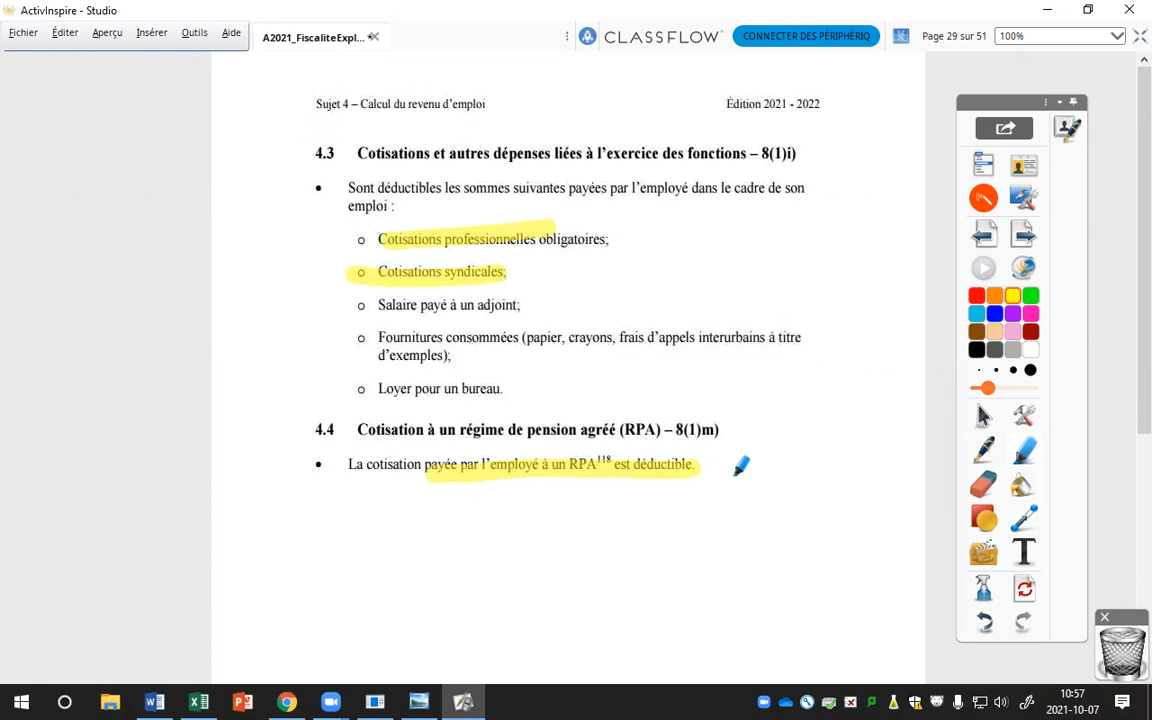 ActivInspire - Studio
Fichier Éditer Aperçu Insérer Outils Aide
A2021_FiscaliteExpl...
CLASSFLOW
CONNECTER DES PÉRIPHÉRIQ
Page 29 sur 51
100%
Sujet 4 – Calcul du revenu d’emploi Édition 2021 - 2022
4.3 Cotisations et autres dépenses liées à l’exercice des fonctions – 8(1)i)
• Sont déductibles les sommes suivantes payées par l’employé dans le cadre de son
emploi :
o Cotisations professionnelles obligatoires;
o Cotisations syndicales;
o Salaire payé à un adjoint;
o Fournitures consommées (papier, crayons, frais d’appels interurbains à titre
d’exemples);
o Loyer pour un bureau.
4.4 Cotisation à un régime de pension agréé (RPA) – 8(1)m)
• La cotisation payée par l’employé à un RPA118 est déductible.
10:57
2021-10-07